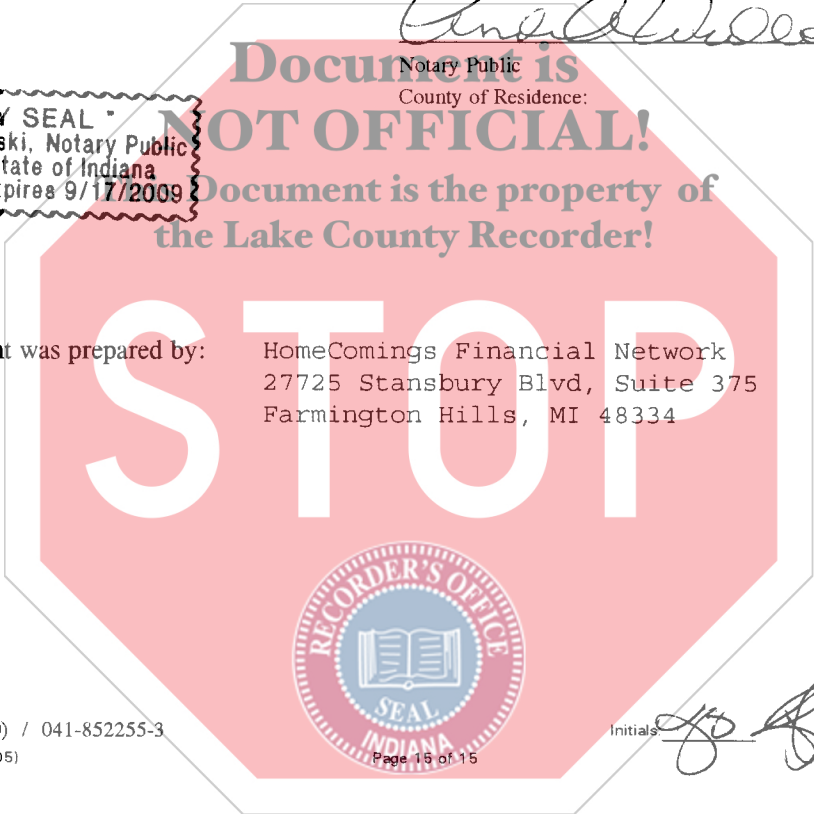 Document is
Notary Public
County of Residence:
NOT OFFICIAL!
Y SEAL "
ski, Notary Public
tate of Indiana
pires 9/17/2009
Document is the property of
the Lake County Recorder!
t was prepared by: HomeComings Financial Network
27725 Stansbury Blvd, Suite 375
Farmington Hills, MI 48334
STOP
RECORDER'S OFFICE
SEAL
INDIANA
) / 041-852255-3
Initials:
05)
Page 15 of 15